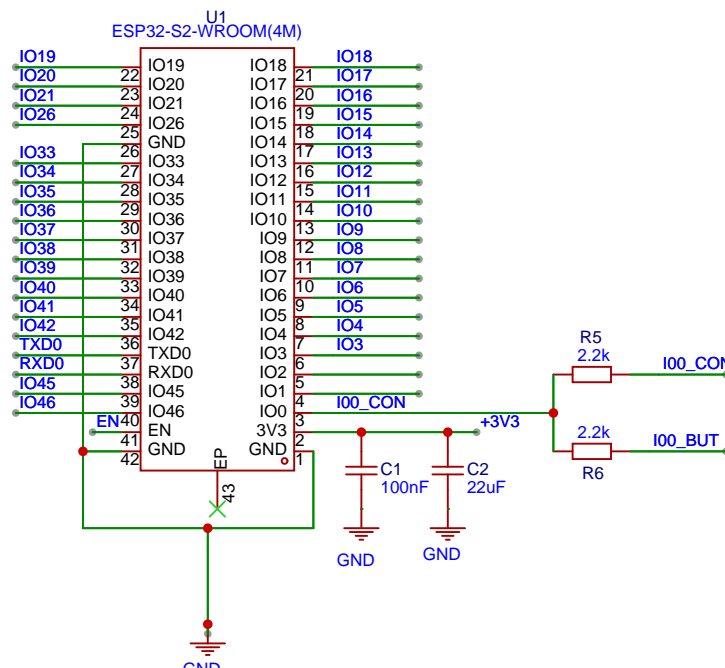 U1
ESP32-S2-WROOM(4M)
IO19 IO19 IO18 IO18
22 21
IO20 IO20 IO17 IO17
23 20
IO21 IO21 IO16 IO16
24 19
IO26 IO26 IO15 IO15
25 18
GND IO14 IO14
26 17
IO33 IO33 IO13 IO13
27 16
IO34 IO34 IO12 IO12
28 15
IO35 IO35 IO11 IO11
29 14
IO36 IO36 IO10 IO10
30 13
IO37 IO37 IO9 IO9
31 12
IO38 IO38 IO8 IO8
32 11
IO39 IO39 IO7 IO7
33 10
IO40 IO40 IO6 IO6
34 9
IO41 IO41 IO5 IO5
35 8
IO42 IO42 IO4 IO4
36 7
TXD0 TXD0 IO3 IO3
37 6
RXD0 RXD0 IO2
38 5
IO45 IO45 IO1
39 4
IO46 IO46 IO0 I00_CON
40 3
EN EN 3V3 +3V3
41 2
GND GND
42 1
EP
43
R5
2.2k
I00_CON
2.2k
I00_BUT
R6
C1
100nF
C2
22uF
GND
GND
GND